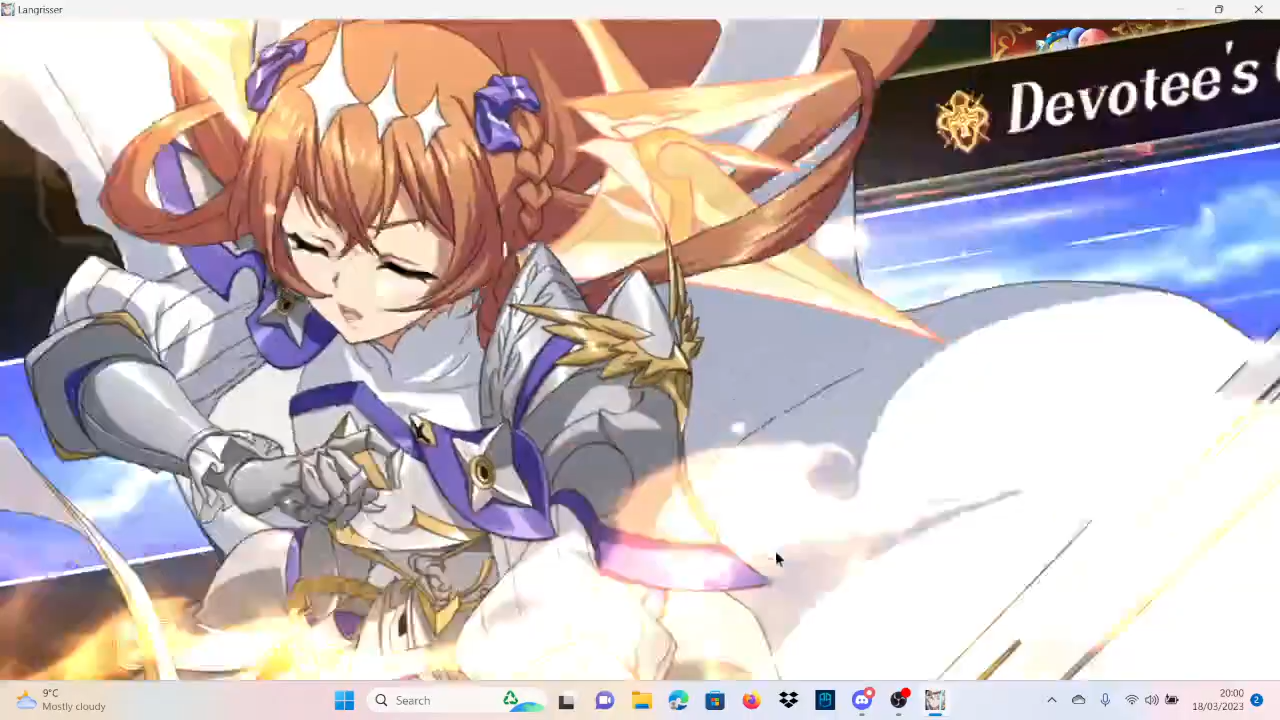 Langrisser
Devotee's
9°C
Mostly cloudy
Search
20:00
18/03/2023
2